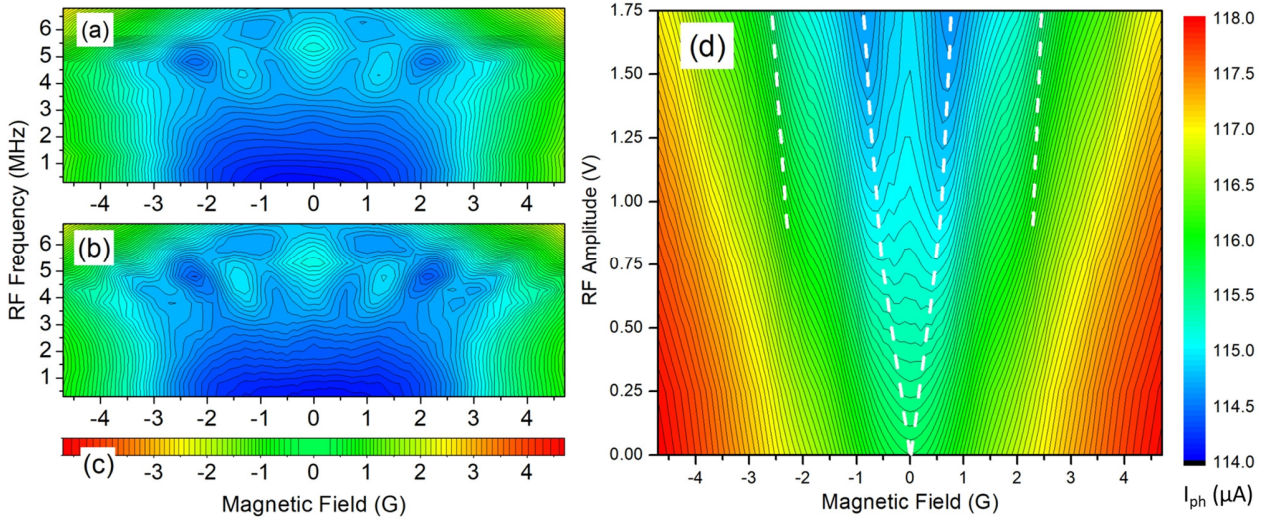 (a)
RF Frequency (MHz)
6
5
4
3
2
1
-4 -3 -2 -1 0 1 2 3 4
(b)
6
5
4
3
2
1
-4 -3 -2 -1 0 1 2 3 4
(c)
-3 -2 -1 0 1 2 3 4
Magnetic Field (G)
(d)
RF Amplitude (V)
1.75
1.50
1.25
1.00
0.75
0.50
0.25
0.00
-4 -3 -2 -1 0 1 2 3 4
Magnetic Field (G)
118.0
117.5
117.0
116.5
116.0
115.5
115.0
114.5
114.0
Iph (μA)